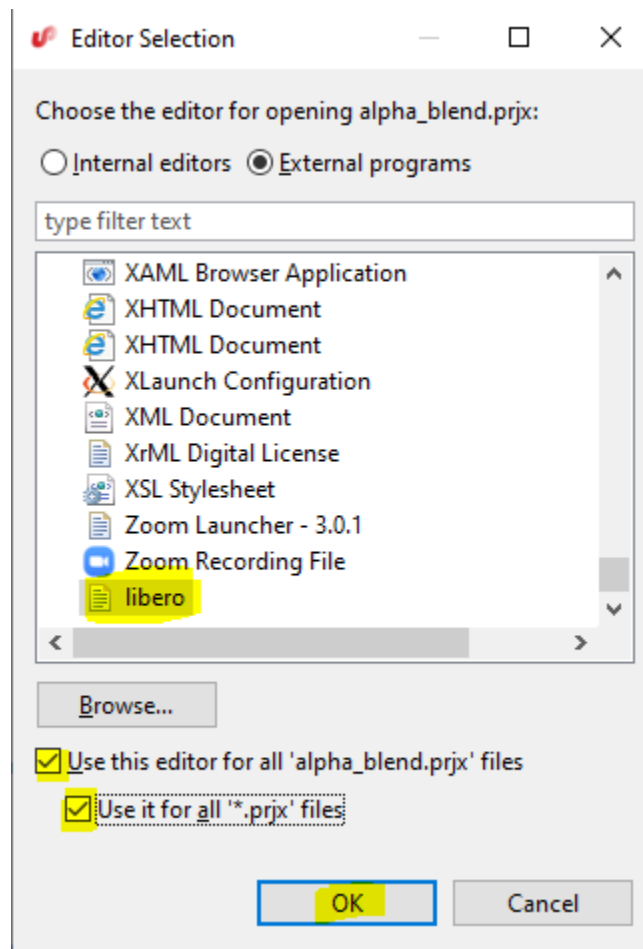 Editor Selection
Choose the editor for opening alpha_blend.prjx:
Internal editors External programs
type filter text
XAML Browser Application
XHTML Document
XHTML Document
XLaunch Configuration
XML Document
XrML Digital License
XSL Stylesheet
Zoom Launcher - 3.0.1
Zoom Recording File
libero
Browse...
Use this editor for all 'alpha_blend.prjx' files
Use it for all '*.prjx' files
OK Cancel